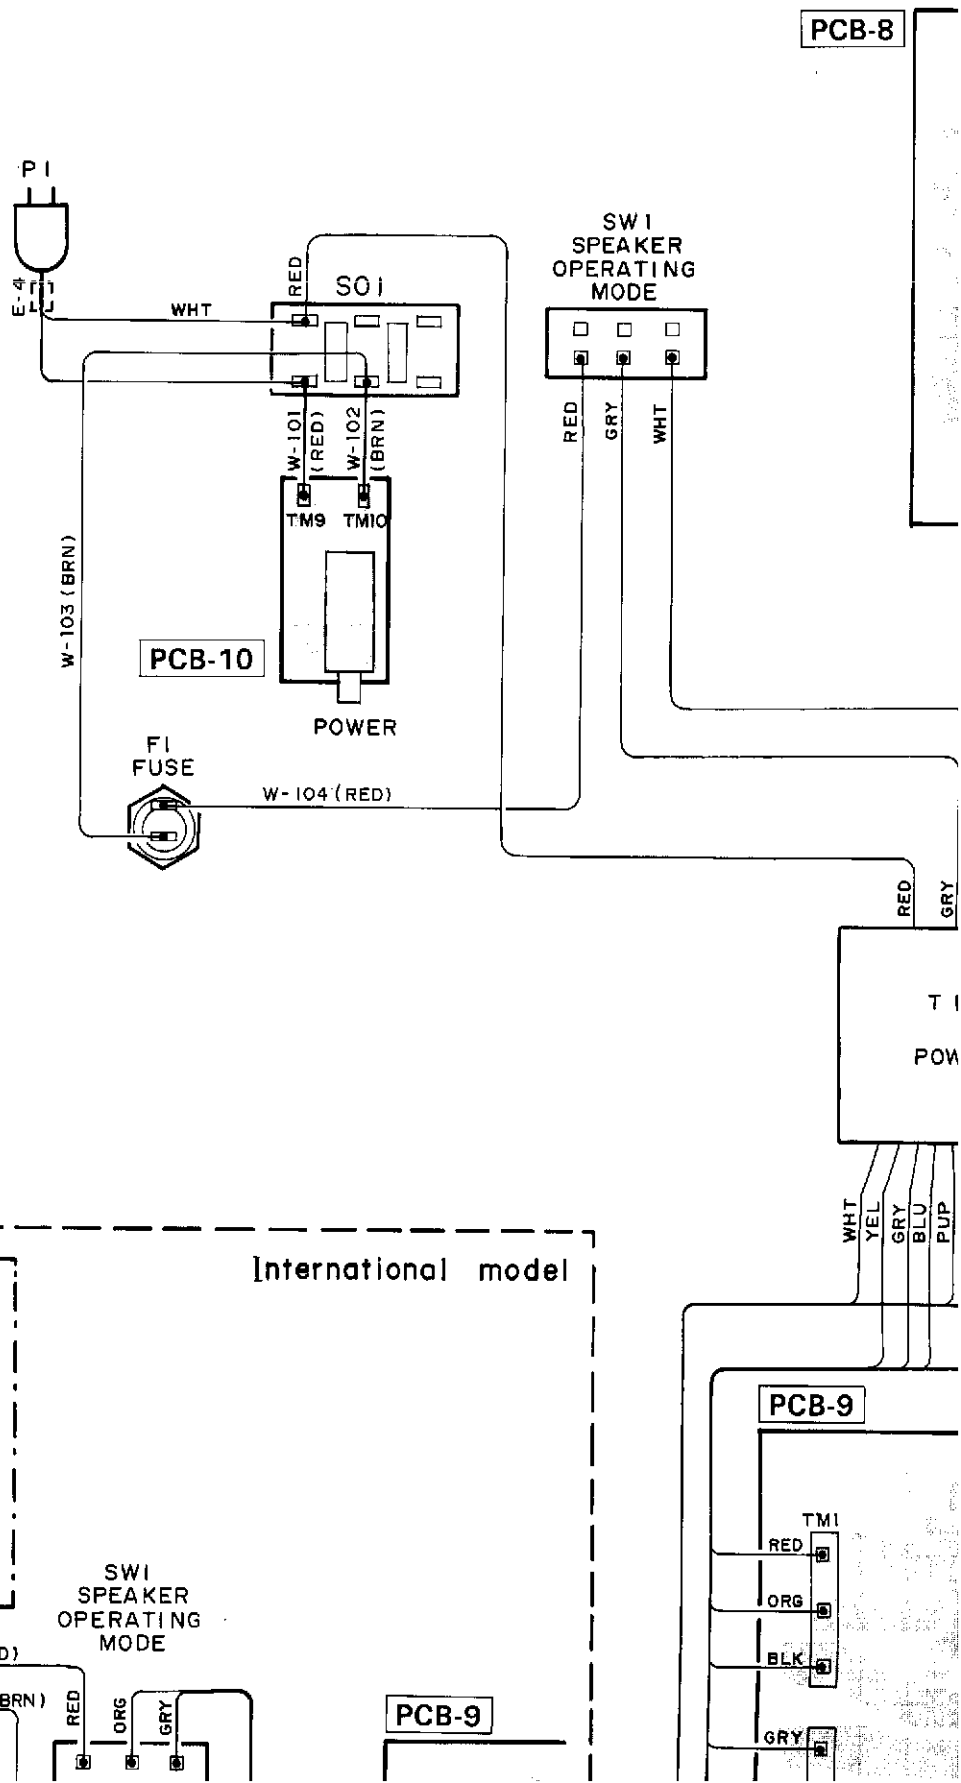 PCB-8
P1
E-4
WHT
RED
SO1
SW1
SPEAKER
OPERATING
MODE
RED
GRY
WHT
W-101
(RED)
W-102
(BRN)
TM9
TM10
W-103 (BRN)
PCB-10
POWER
F1
FUSE
W-104 (RED)
RED
GRY
T
POW
WHT
YEL
GRY
BLU
PUP
International model
PCB-9
TM1
RED
ORG
BLK
GRY
SW1
SPEAKER
OPERATING
MODE
D)
BRN)
RED
ORG
GRY
PCB-9